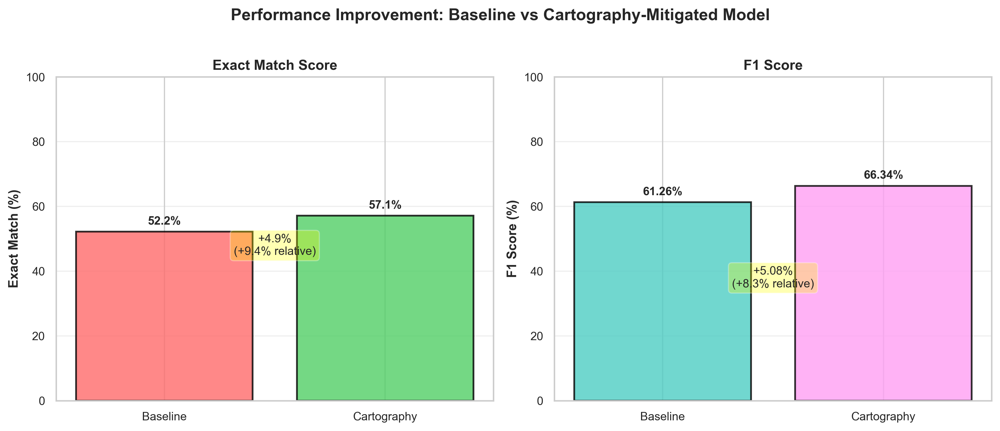 Performance Improvement: Baseline vs Cartography-Mitigated Model
Exact Match Score
Exact Match (%)
100
80
60
40
20
0
52.2%
57.1%
+4.9%
(+9.4% relative)
Baseline
Cartography
F1 Score
F1 Score (%)
100
80
60
40
20
0
61.26%
66.34%
+5.08%
(+8.3% relative)
Baseline
Cartography